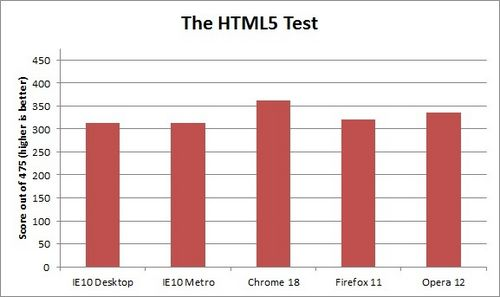 The HTML5 Test
Score out of 475 (higher is better)
450
400
350
300
250
200
150
100
50
0
IE10 Desktop
IE10 Metro
Chrome 18
Firefox 11
Opera 12